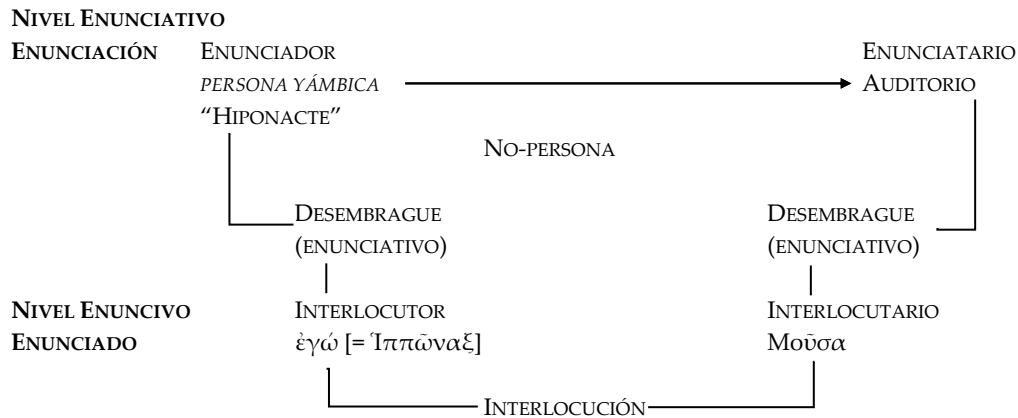 NIVEL ENUNCIATIVO
ENUNCIACIÓN ENUNCIADOR ENUNCIATARIO
PERSONA YÁMBICA AUDITORIO
“HIPONACTE”
NO-PERSONA
DESEMBRAGUE DESEMBRAGUE
(ENUNCIATIVO) (ENUNCIATIVO)
NIVEL ENUNCIVO INTERLOCUTOR INTERLOCUTARIO
ENUNCIADO ἐγώ [= Ἱππῶναξ] Μοῦσα
INTERLOCUCIÓN